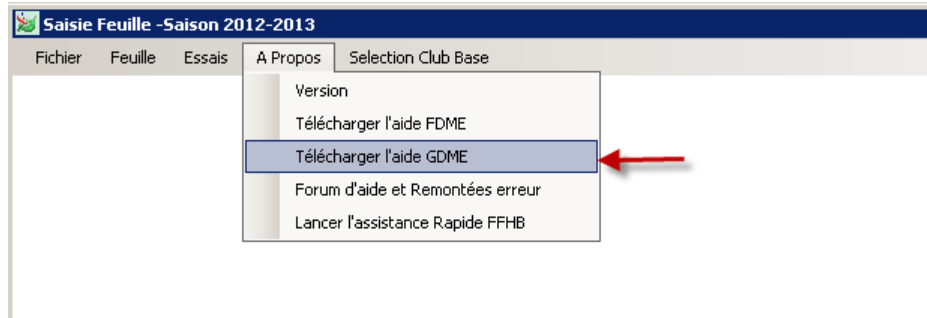 Saisie Feuille -Saison 2012-2013
Fichier Feuille Essais A Propos Selection Club Base
Version
Télécharger l'aide FDME
Télécharger l'aide GDME
Forum d'aide et Remontées erreur
Lancer l'assistance Rapide FFHB